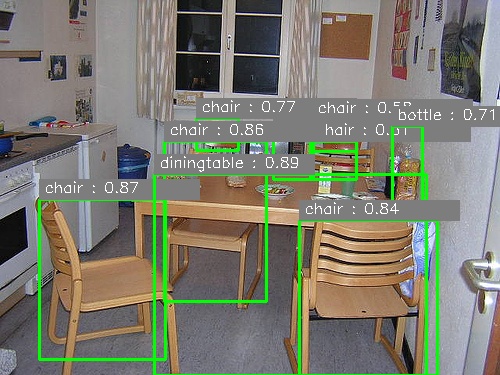 chair : 0.77
chair : 0.5
bottle : 0.71
chair : 0.86
hair : 0.
diningtable : 0.89
chair : 0.87
chair : 0.84